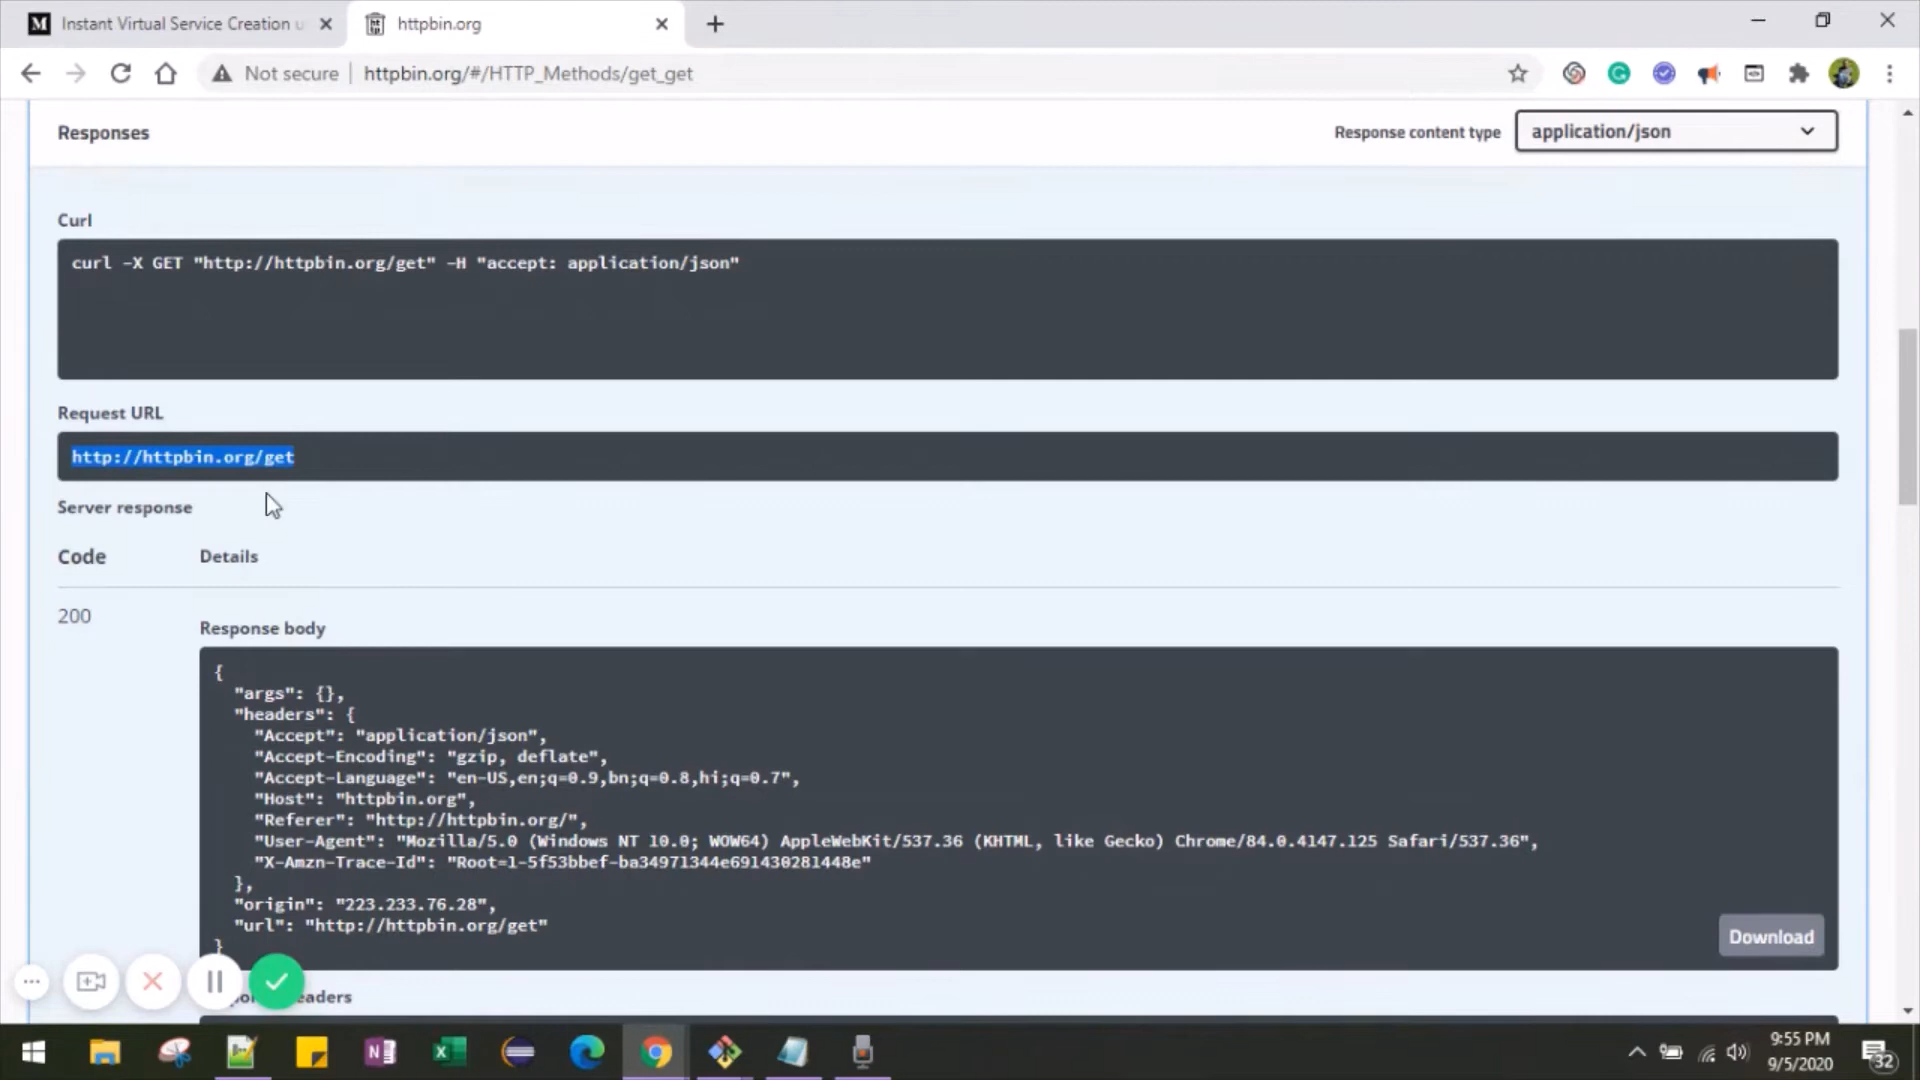 Instant Virtual Service Creation u
httpbin.org
Not secure
httpbin.org/#/HTTP_Methods/get_get
Responses
Response content type
application/json
Curl
curl -X GET "http://httpbin.org/get" -H "accept: application/json"
Request URL
http://httpbin.org/get
Server response
Code
Details
200
Response body
{
"args": {},
"headers": {
"Accept": "application/json",
"Accept-Encoding": "gzip, deflate",
"Accept-Language": "en-US,en;q=0.9,bn;q=0.8,hi;q=0.7",
"Host": "httpbin.org",
"Referer": "http://httpbin.org/",
"User-Agent": "Mozilla/5.0 (Windows NT 10.0; WOW64) AppleWebKit/537.36 (KHTML, like Gecko) Chrome/84.0.4147.125 Safari/537.36",
"X-Amzn-Trace-Id": "Root=1-5f53bbef-ba34971344e691430281448e"
},
"origin": "223.233.76.28",
"url": "http://httpbin.org/get"
}
Download
9:55 PM
9/5/2020
32